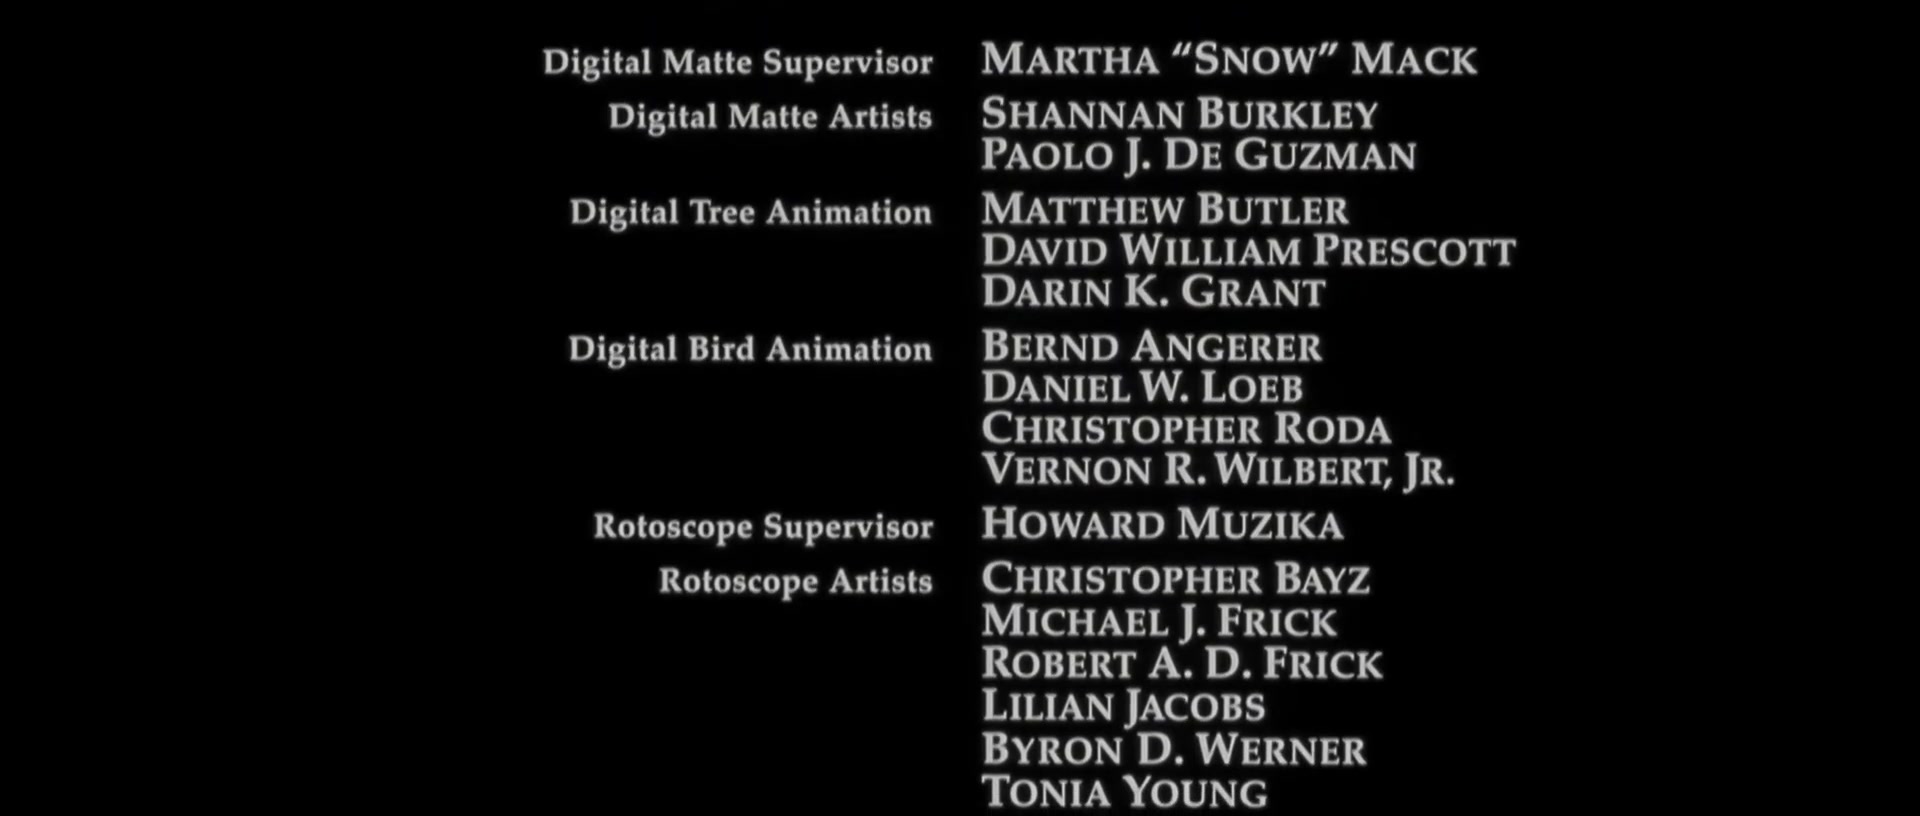 Digital Matte Supervisor MARTHA “SNOW” MACK
Digital Matte Artists SHANNAN BURKLEY
PAOLO J. DE GUZMAN
Digital Tree Animation MATTHEW BUTLER
DAVID WILLIAM PRESCOTT
DARIN K. GRANT
Digital Bird Animation BERND ANGERER
DANIEL W. LOEB
CHRISTOPHER RODA
VERNON R. WILBERT, JR.
Rotoscope Supervisor HOWARD MUZIKA
Rotoscope Artists CHRISTOPHER BAYZ
MICHAEL J. FRICK
ROBERT A. D. FRICK
LILIAN JACOBS
BYRON D. WERNER
TONIA YOUNG